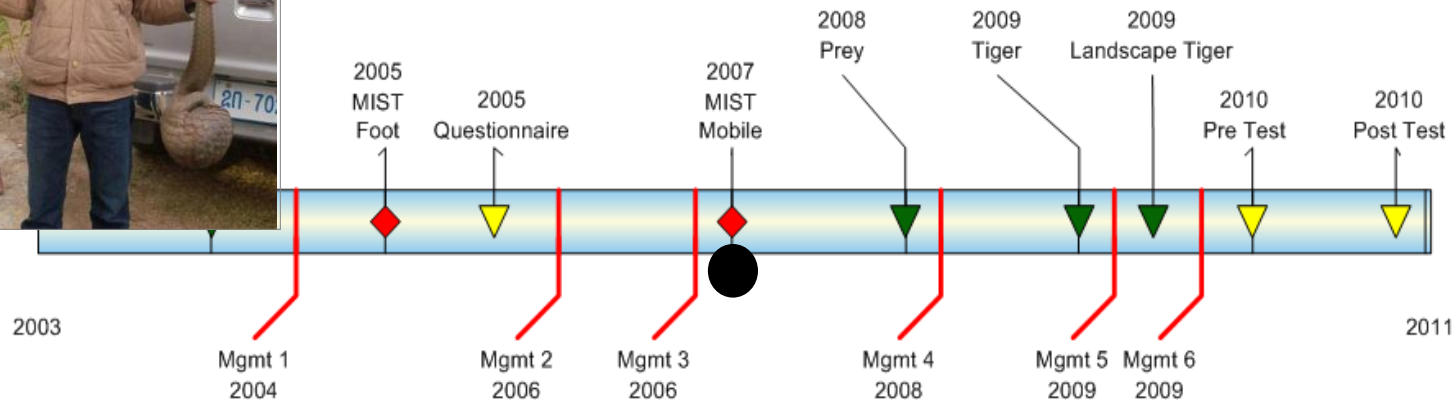 2005
MIST
Foot
2005
Questionnaire
2007
MIST
Mobile
2008
Prey
2009
Tiger
2009
Landscape Tiger
2010
Pre Test
2010
Post Test
2003
2011
Mgmt 1
2004
Mgmt 2
2006
Mgmt 3
2006
Mgmt 4
2008
Mgmt 5
2009
Mgmt 6
2009